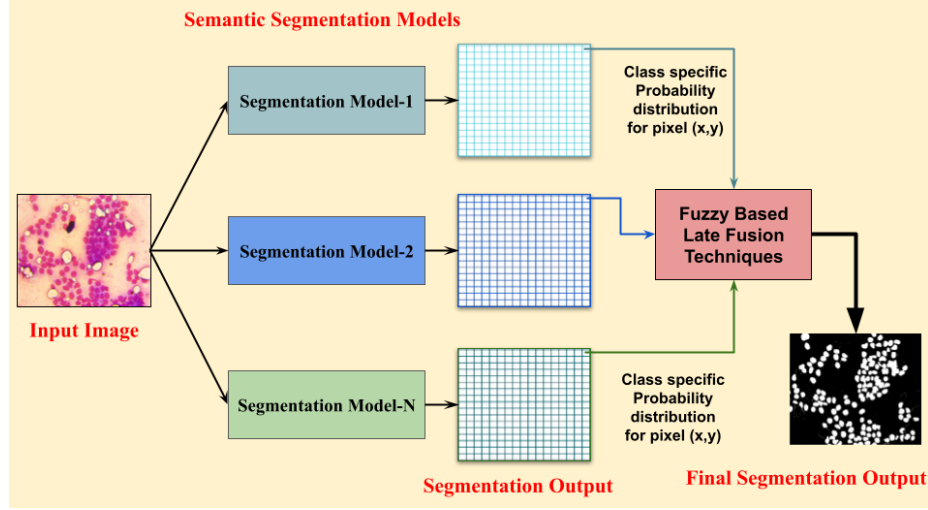 Semantic Segmentation Models
Segmentation Model-1
Class specific
Probability
distribution
for pixel (x,y)
Segmentation Model-2
Fuzzy Based
Late Fusion
Techniques
Input Image
Segmentation Model-N
Class specific
Probability
distribution
for pixel (x,y)
Segmentation Output
Final Segmentation Output